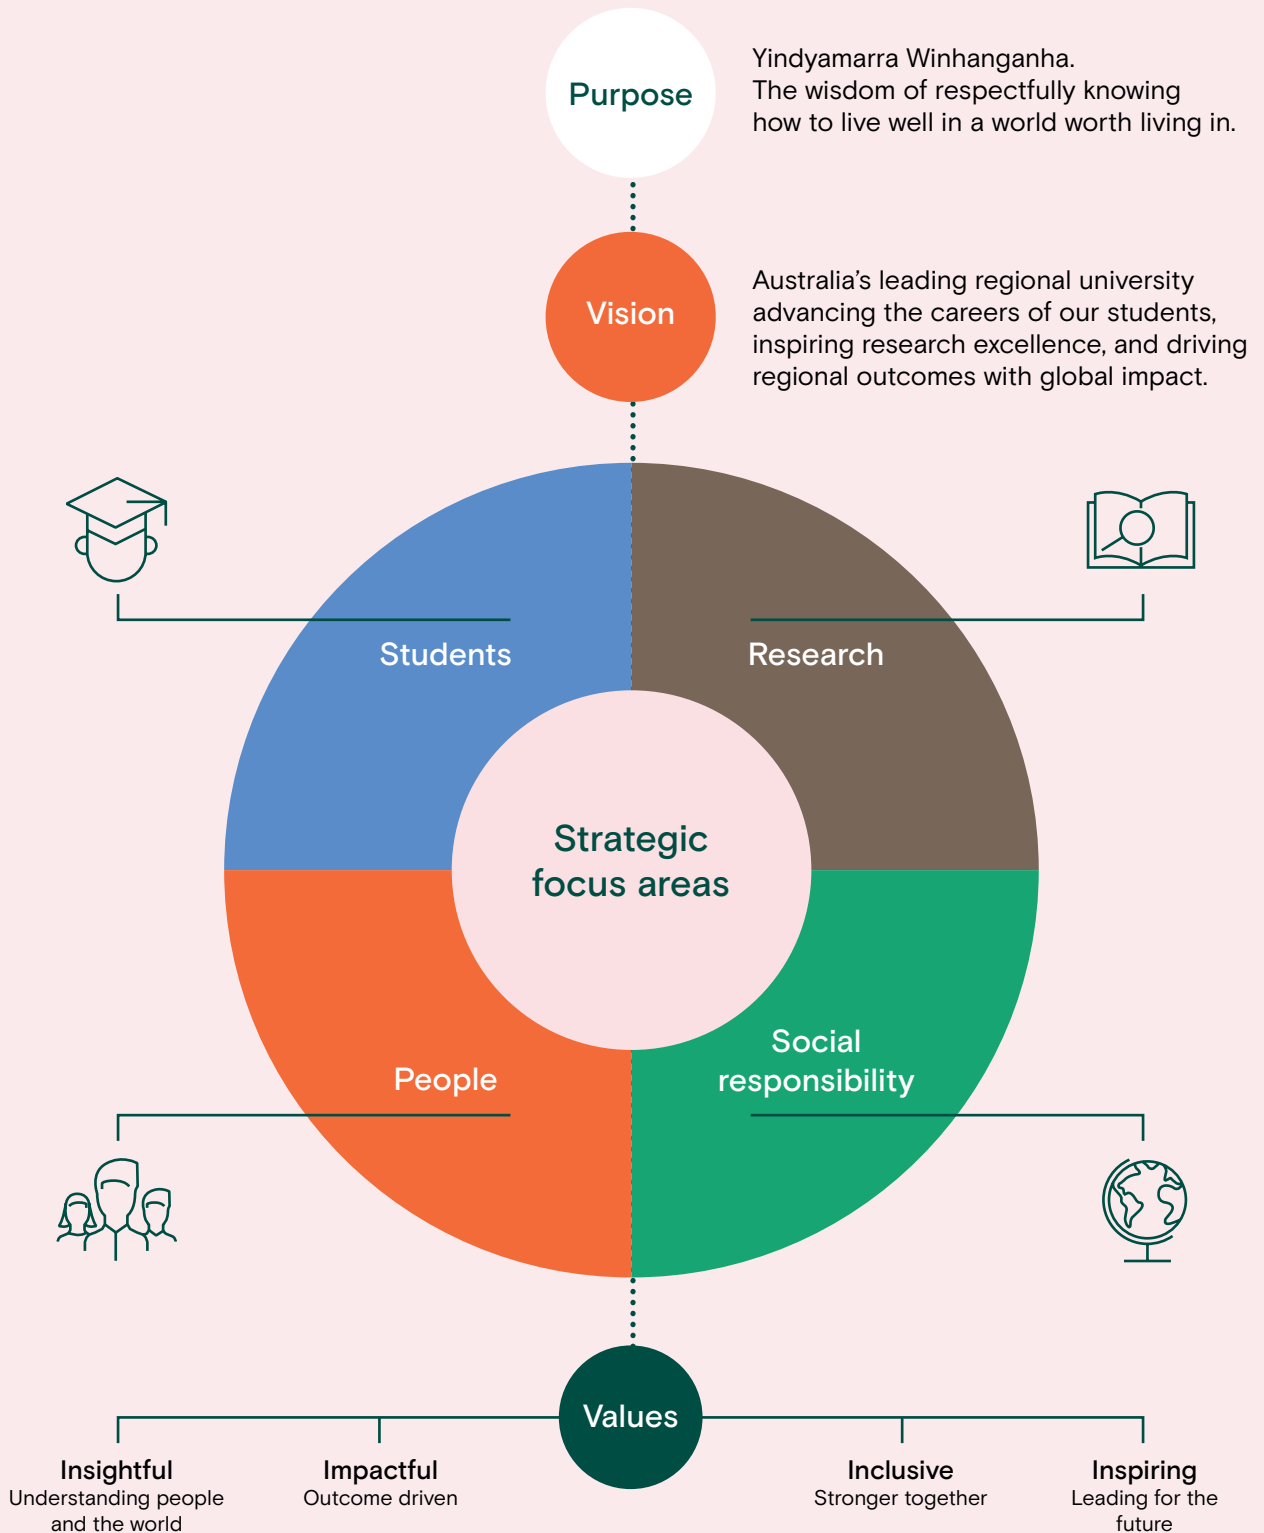 Purpose
Yindyamarra Winhanganha.
The wisdom of respectfully knowing
how to live well in a world worth living in.
Vision
Australia’s leading regional university
advancing the careers of our students,
inspiring research excellence, and driving
regional outcomes with global impact.
Students
Research
Strategic
focus areas
People
Social
responsibility
Values
Insightful
Understanding people
and the world
Impactful
Outcome driven
Inclusive
Stronger together
Inspiring
Leading for the
future